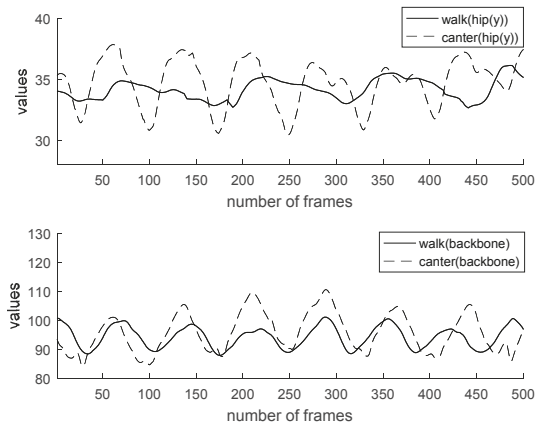 40
walk(hip(y))
canter(hip(y))
35
values
30
50 100 150 200 250 300 350 400 450 500
number of frames
130
walk(backbone)
120
canter(backbone)
110
values
100
90
80
0 50 100 150 200 250 300 350 400 450 500
number of frames